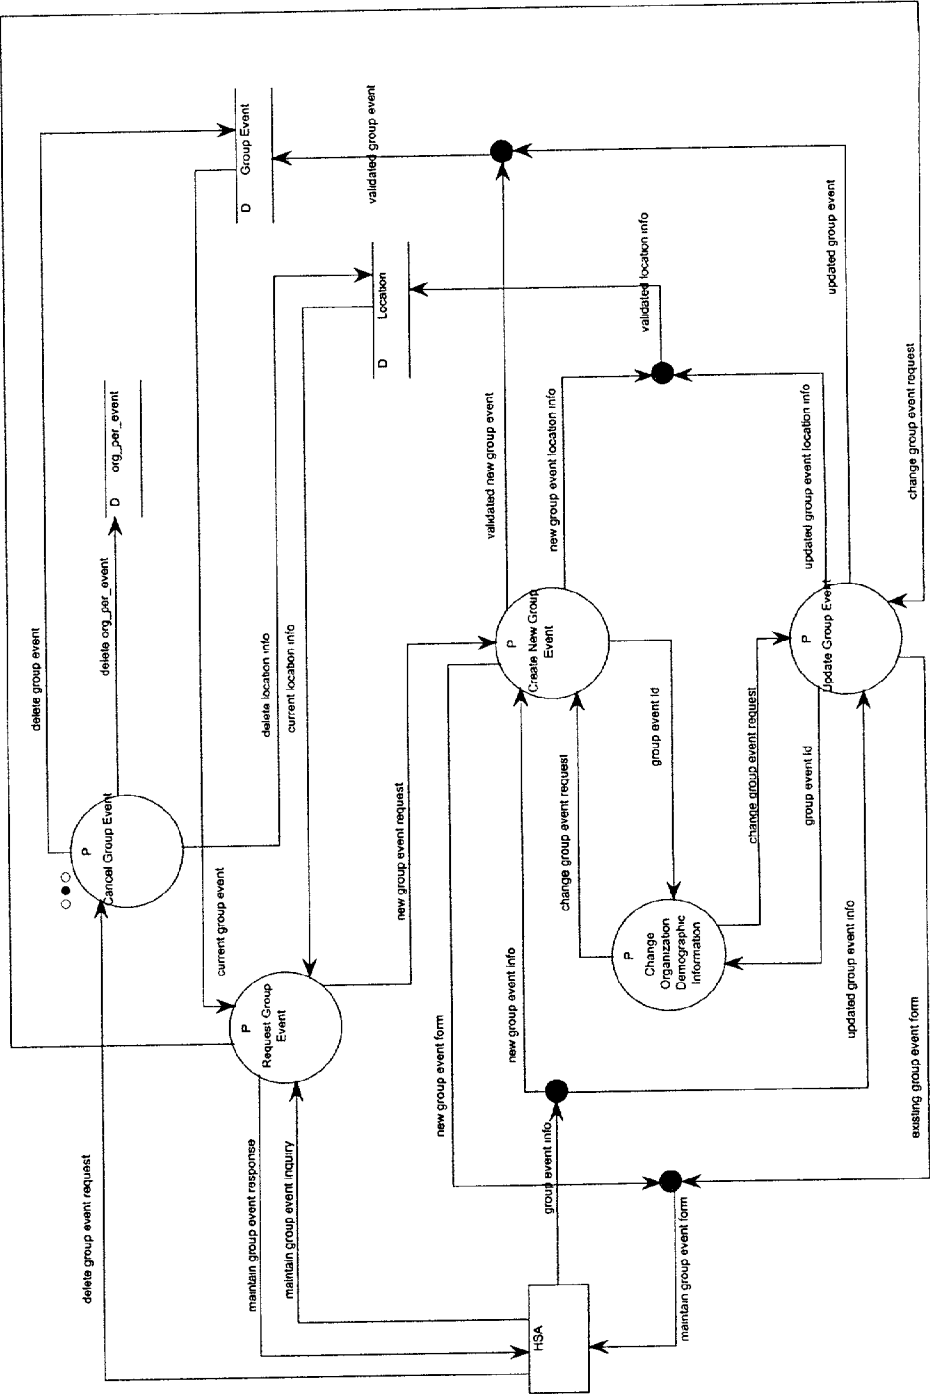 delete group event
D Group Event
validated group event
D Location
D org_per_event
delete org_per_event
validated location info
updated group event
change group event request
validated new group event
new group event location info
updated group event location info
delete location info
current location info
P
Cancel Group Event
P
Create New Group
Event
P
Update Group Event
group event id
change group event request
new group event request
change group event request
group event id
current group event
P
Request Group
Event
P
Change
Organization
Demographic
Information
new group event info
updated group event info
new group event form
existing group event form
delete group event request
maintain group event response
maintain group event inquiry
group event info
maintain group event form
HSA